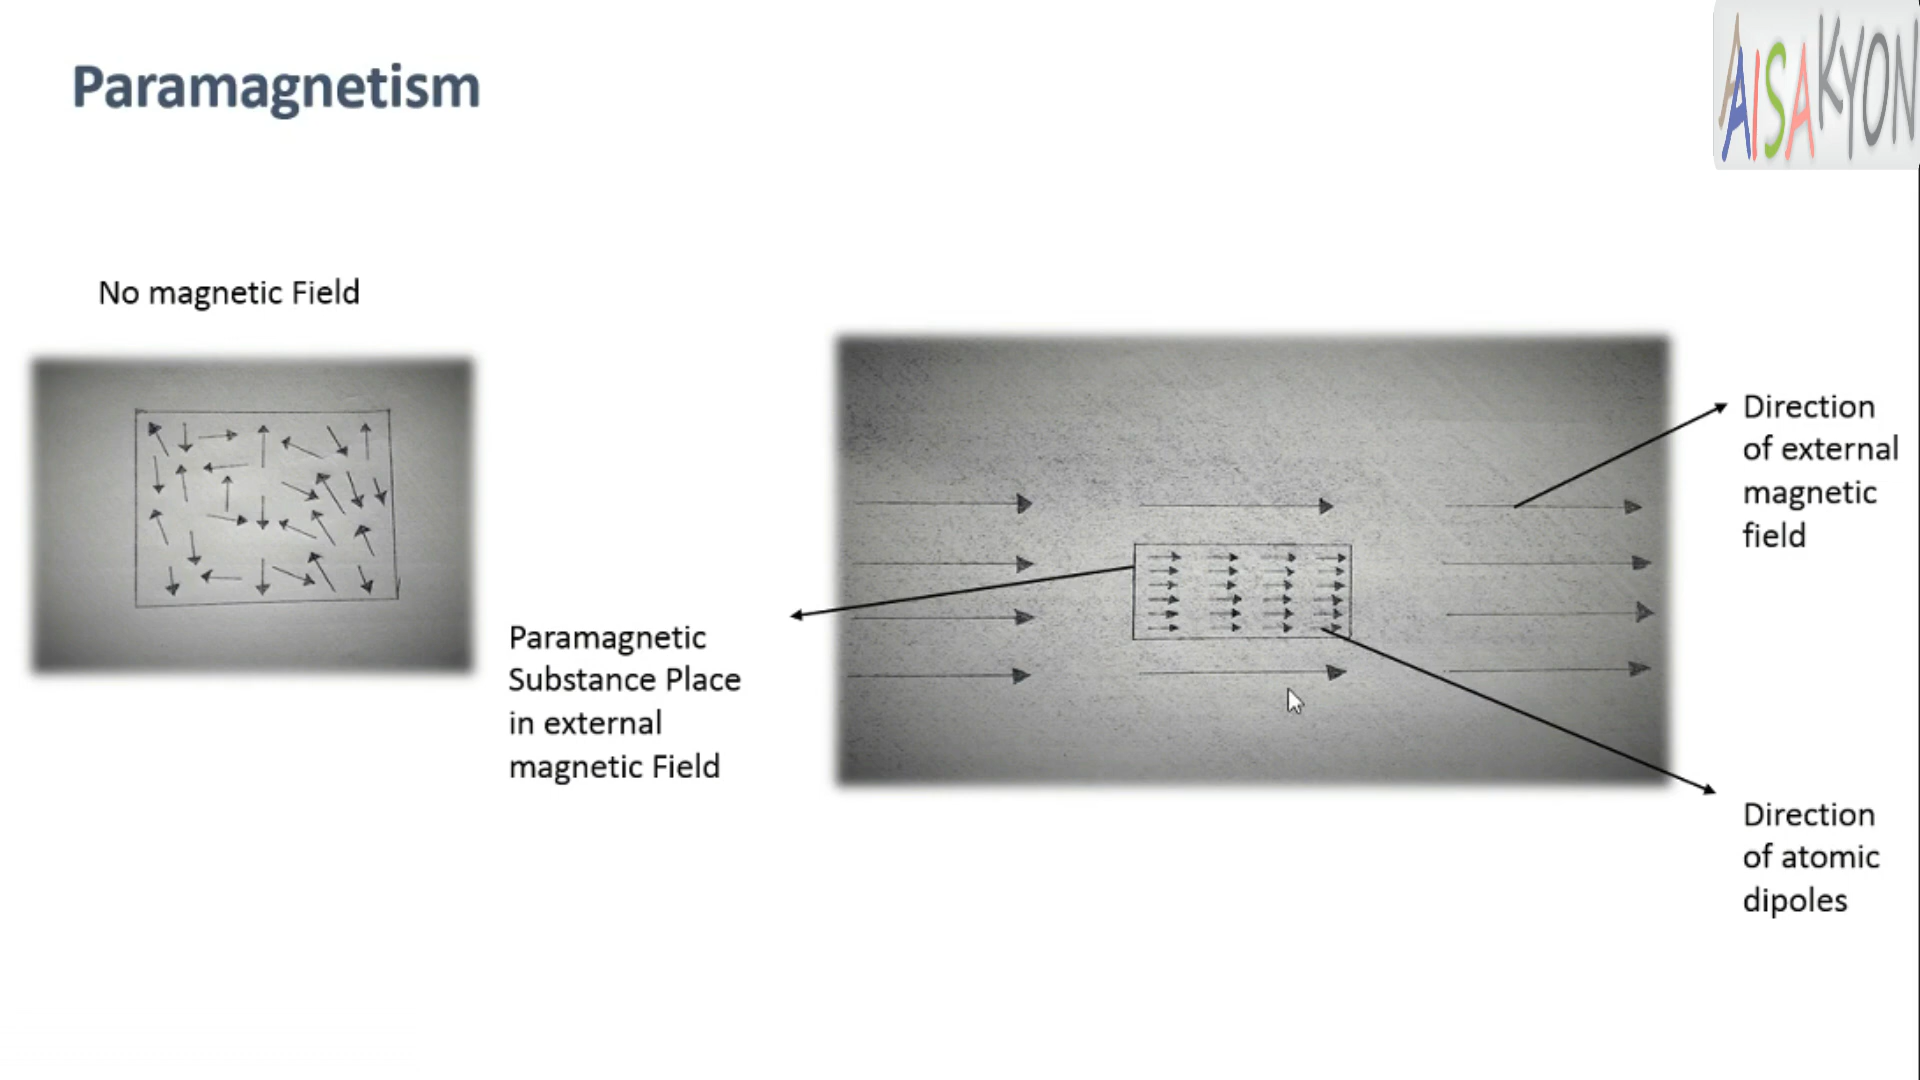 Paramagnetism
AISAKYON
No magnetic Field
Paramagnetic
Substance Place
in external
magnetic Field
Direction
of external
magnetic
field
Direction
of atomic
dipoles